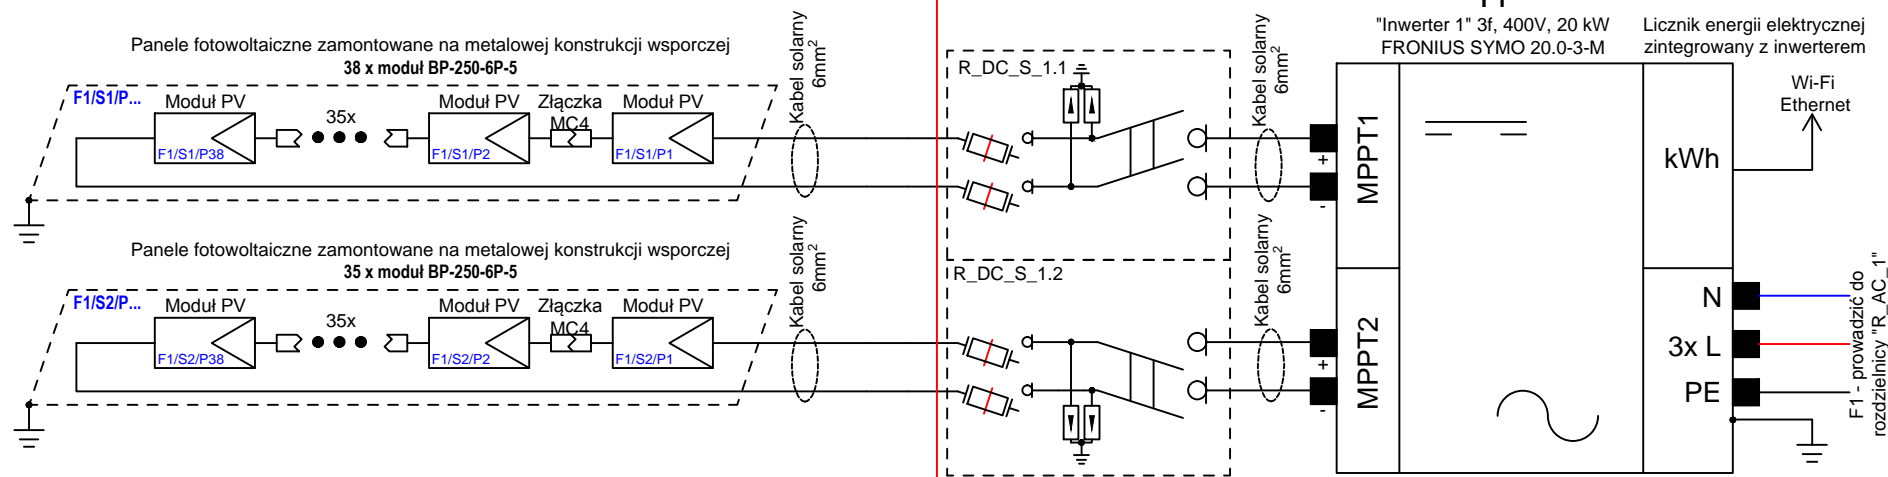 "Inwerter 1" 3f, 400V, 20 kW
FRONIUS SYMO 20.0-3-M
Licznik energii elektrycznej
zintegrowany z inwerterem
Panele fotowoltaiczne zamontowane na metalowej konstrukcji wsporczej
38 x moduł BP-250-6P-5
F1/S1/P...
Moduł PV
F1/S1/P38
35x
Moduł PV
F1/S1/P2
Złączka
MC4
Moduł PV
F1/S1/P1
Kabel solarny
6mm²
R_DC_S_1.1
Kabel solarny
6mm²
+
-
MPPT1
kWh
Wi-Fi
Ethernet
Panele fotowoltaiczne zamontowane na metalowej konstrukcji wsporczej
35 x moduł BP-250-6P-5
F1/S2/P...
Moduł PV
F1/S2/P38
35x
Moduł PV
F1/S2/P2
Złączka
MC4
Moduł PV
F1/S2/P1
Kabel solarny
6mm²
R_DC_S_1.2
Kabel solarny
6mm²
+
-
MPPT2
N
3x L
PE
F1 - prowadzić do
rozdzielnicy "R_AC_1"